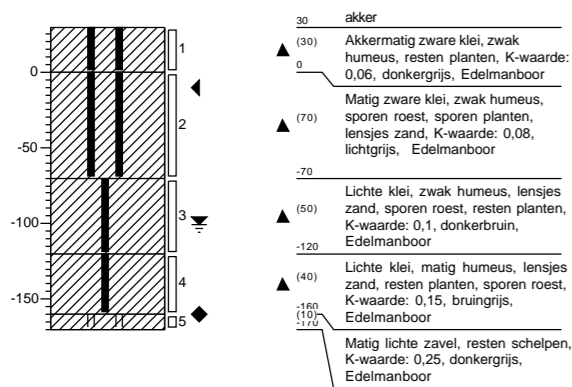 30 akker
(30) Akkermatig zware klei, zwak
humeus, resten planten, K-waarde:
0,06, donkergrijs, Edelmanboor
0
Matig zware klei, zwak humeus,
(70) sporen roest, sporen planten,
lensjes zand, K-waarde: 0,08,
lichtgrijs, Edelmanboor
-70
Lichte klei, zwak humeus, lensjes
(50) zand, sporen roest, resten planten,
K-waarde: 0,1, donkerbruin,
-120 Edelmanboor
Lichte klei, matig humeus, lensjes
(40) zand, resten planten, sporen roest,
K-waarde: 0,15, bruingrijs,
-160 Edelmanboor
(10)
-170
Matig lichte zavel, resten schelpen,
K-waarde: 0,25, donkergrijs,
Edelmanboor
0
-50
-100
-150
1
2
3
4
5